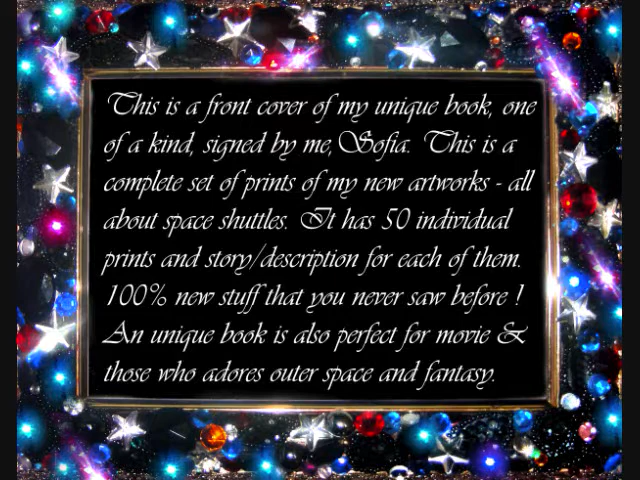 This is a front cover of my unique book, one
of a kind, signed by me, Sofia. This is a
complete set of prints of my new artworks - all
about space shuttles. It has 50 individual
prints and story/description for each of them.
100% new stuff that you never saw before !
An unique book is also perfect for movie &
those who adores outer space and fantasy.